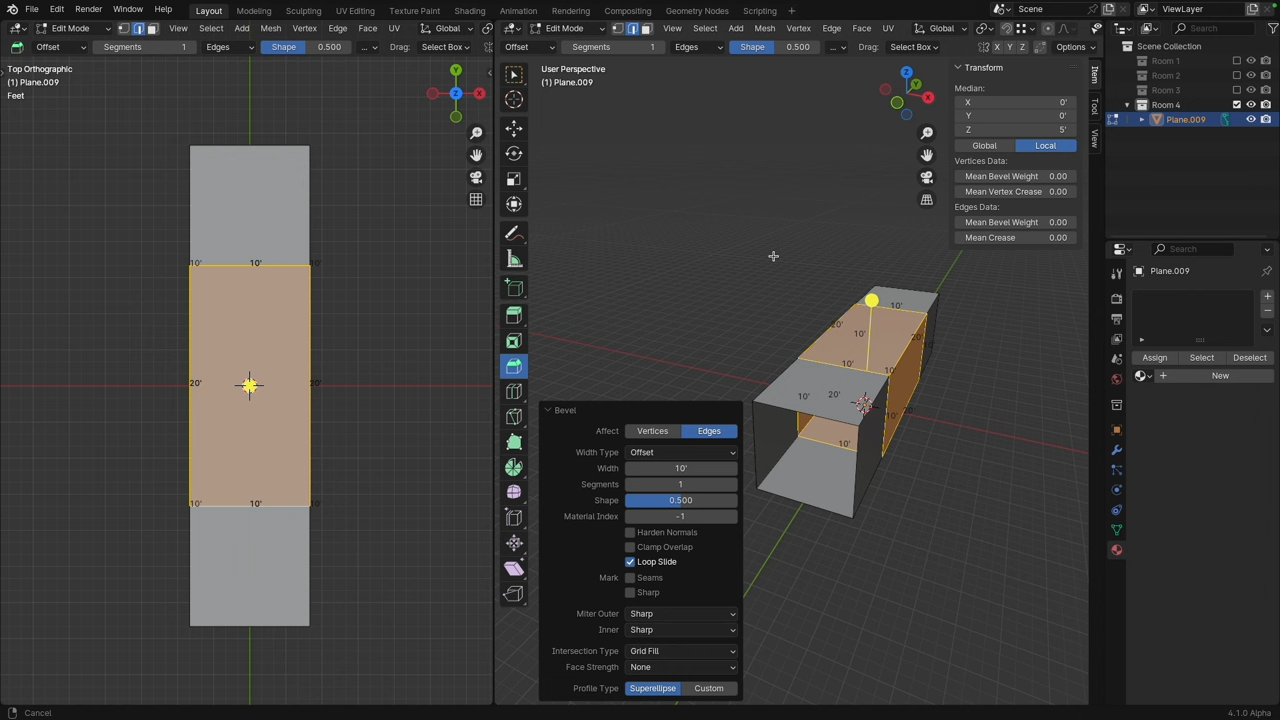 File Edit Render Window Help Layout Modeling Sculpting UV Editing Texture Paint Shading Animation Rendering Compositing Geometry Nodes Scripting + Scene ViewLayer
Edit Mode View Select Add Mesh Vertex Edge Global
Offset Segments 1 Edges Shape 0.500 ... Drag: Select Box
Top Orthographic
(1) Plane.009
Feet
Y
Z
X
10' 10' 10'
20' 20'
10' 10' 10'
Edit Mode View Select Add Mesh Vertex Edge Face UV Global
Offset Segments 1 Edges Shape 0.500 ... Drag: Select Box X Y Z Options
User Perspective
(1) Plane.009
Z
Y
X
10'
20' 10' 20'
10' 10'
10' 20' 10' 20'
10'
Bevel
Affect Vertices Edges
Width Type Offset
Width 10'
Segments 1
Shape 0.500
Material Index -1
Harden Normals
Clamp Overlap
Loop Slide
Mark Seams
Sharp
Miter Outer Sharp
Inner Sharp
Intersection Type Grid Fill
Face Strength None
Profile Type Superellipse Custom
Transform
Median:
X 0'
Y 0'
Z 5'
Global Local
Vertices Data:
Mean Bevel Weight 0.00
Mean Vertex Crease 0.00
Edges Data:
Mean Bevel Weight 0.00
Mean Crease 0.00
Item
Tool
View
Search
Scene Collection
Room 1
Room 2
Room 3
Room 4
Plane.009
Search
Plane.009
Assign Select Deselect
+ New
Cancel 4.1.0 Alpha